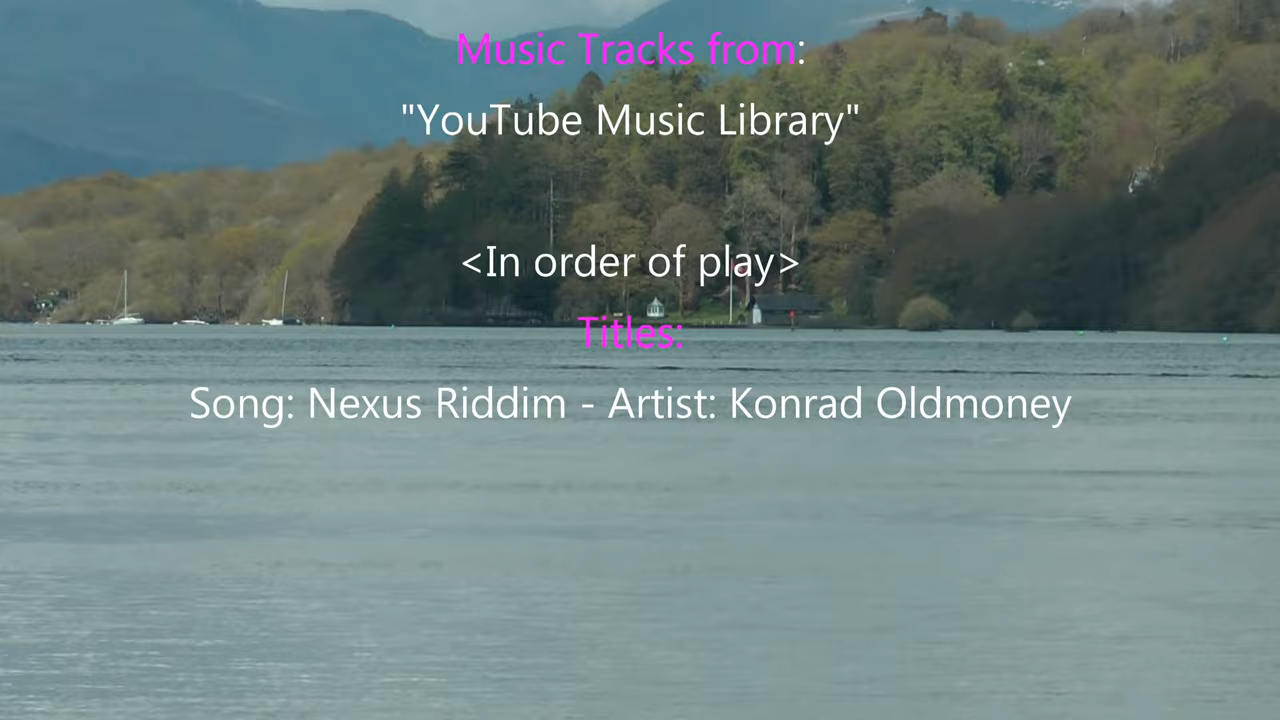 Music Tracks from:
"YouTube Music Library"
<In order of play>
Titles:
Song: Nexus Riddim - Artist: Konrad Oldmoney